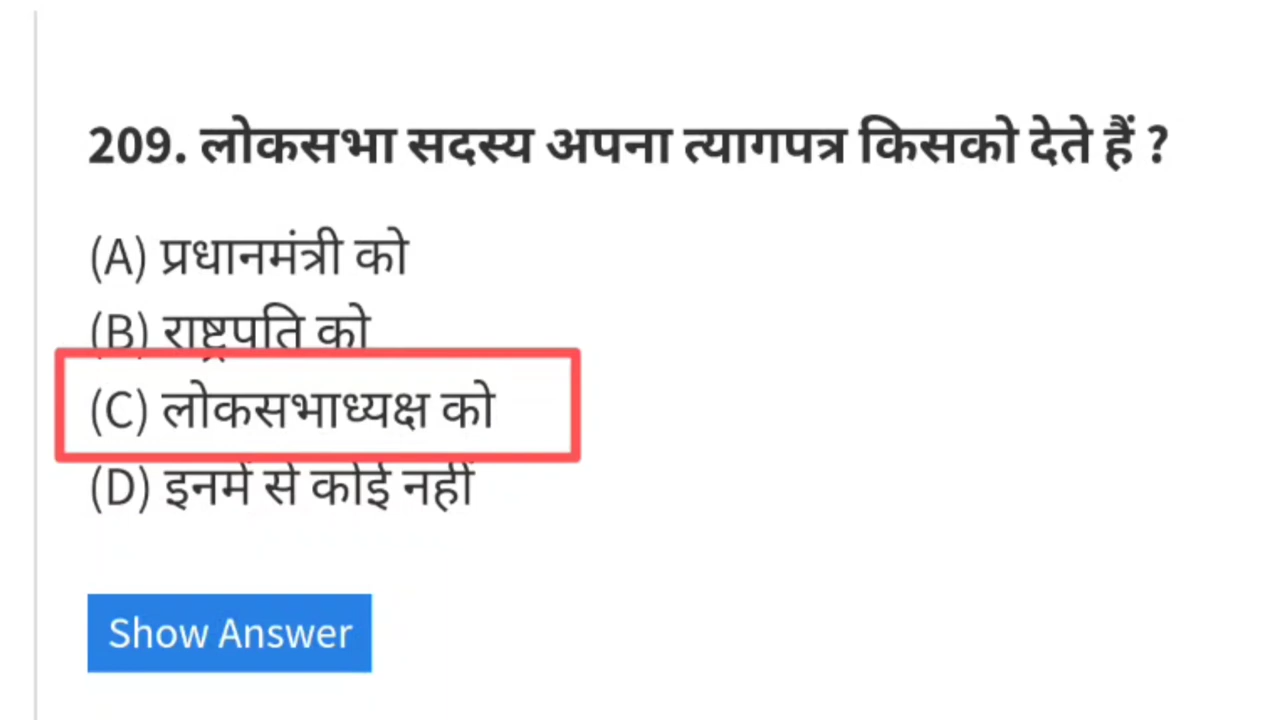 209. लोकसभा सदस्य अपना त्यागपत्र किसको देते हैं ?
(A) प्रधानमंत्री को
(B) राष्ट्रपति को
(C) लोकसभाध्यक्ष को
(D) इनमें से कोई नहीं
Show Answer